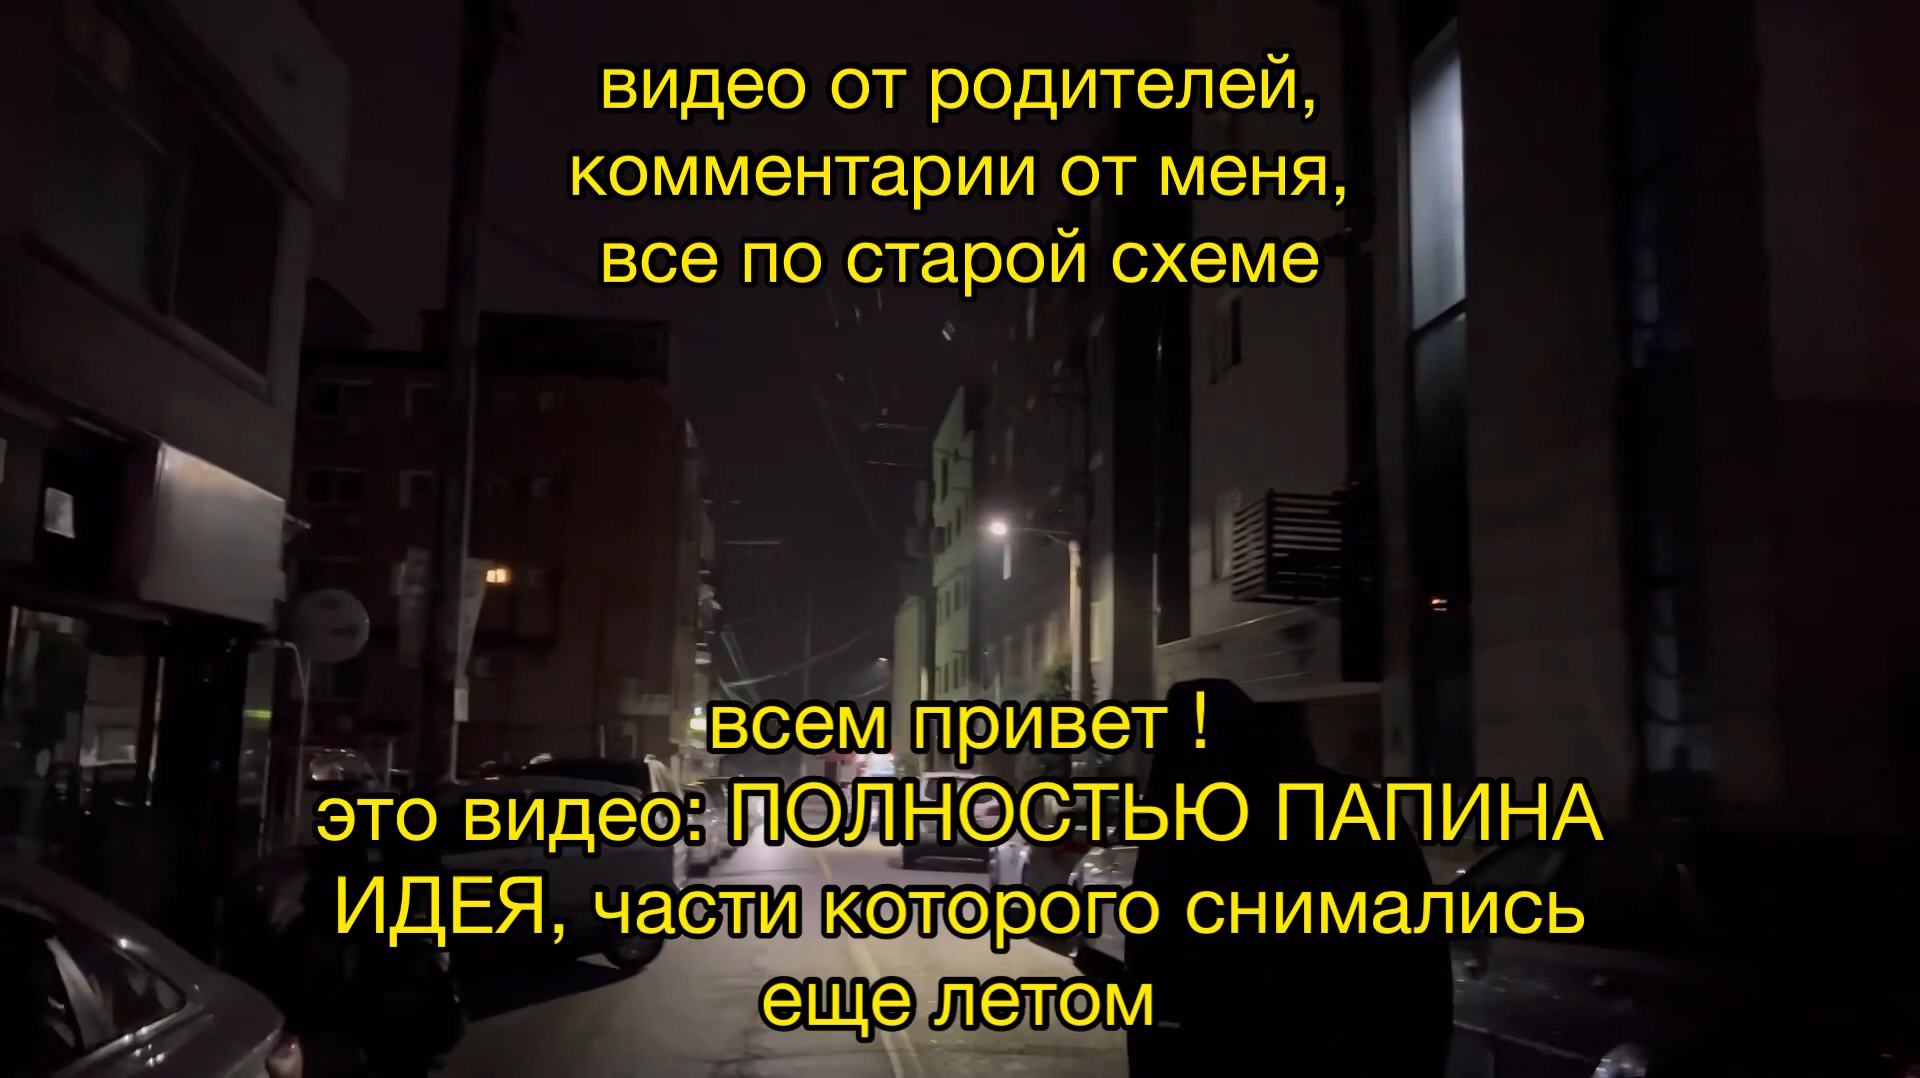 видео от родителей,
комментарии от меня,
все по старой схеме
всем привет !
это видео: ПОЛНОСТЬЮ ПАПИНА
ИДЕЯ, части которого снимались
еще летом